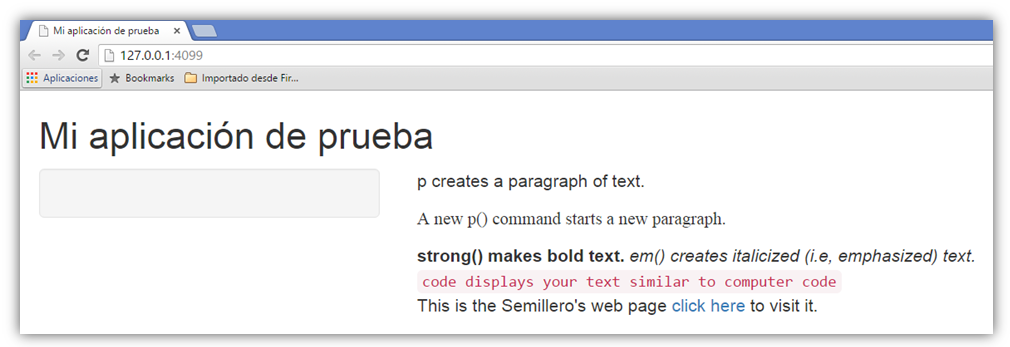 Mi aplicación de prueba
127.0.0.1:4099
Aplicaciones Bookmarks Importado desde Fir...
Mi aplicación de prueba
p creates a paragraph of text.
A new p() command starts a new paragraph.
strong() makes bold text. em() creates italicized (i.e, emphasized) text.
code displays your text similar to computer code
This is the Semillero's web page click here to visit it.